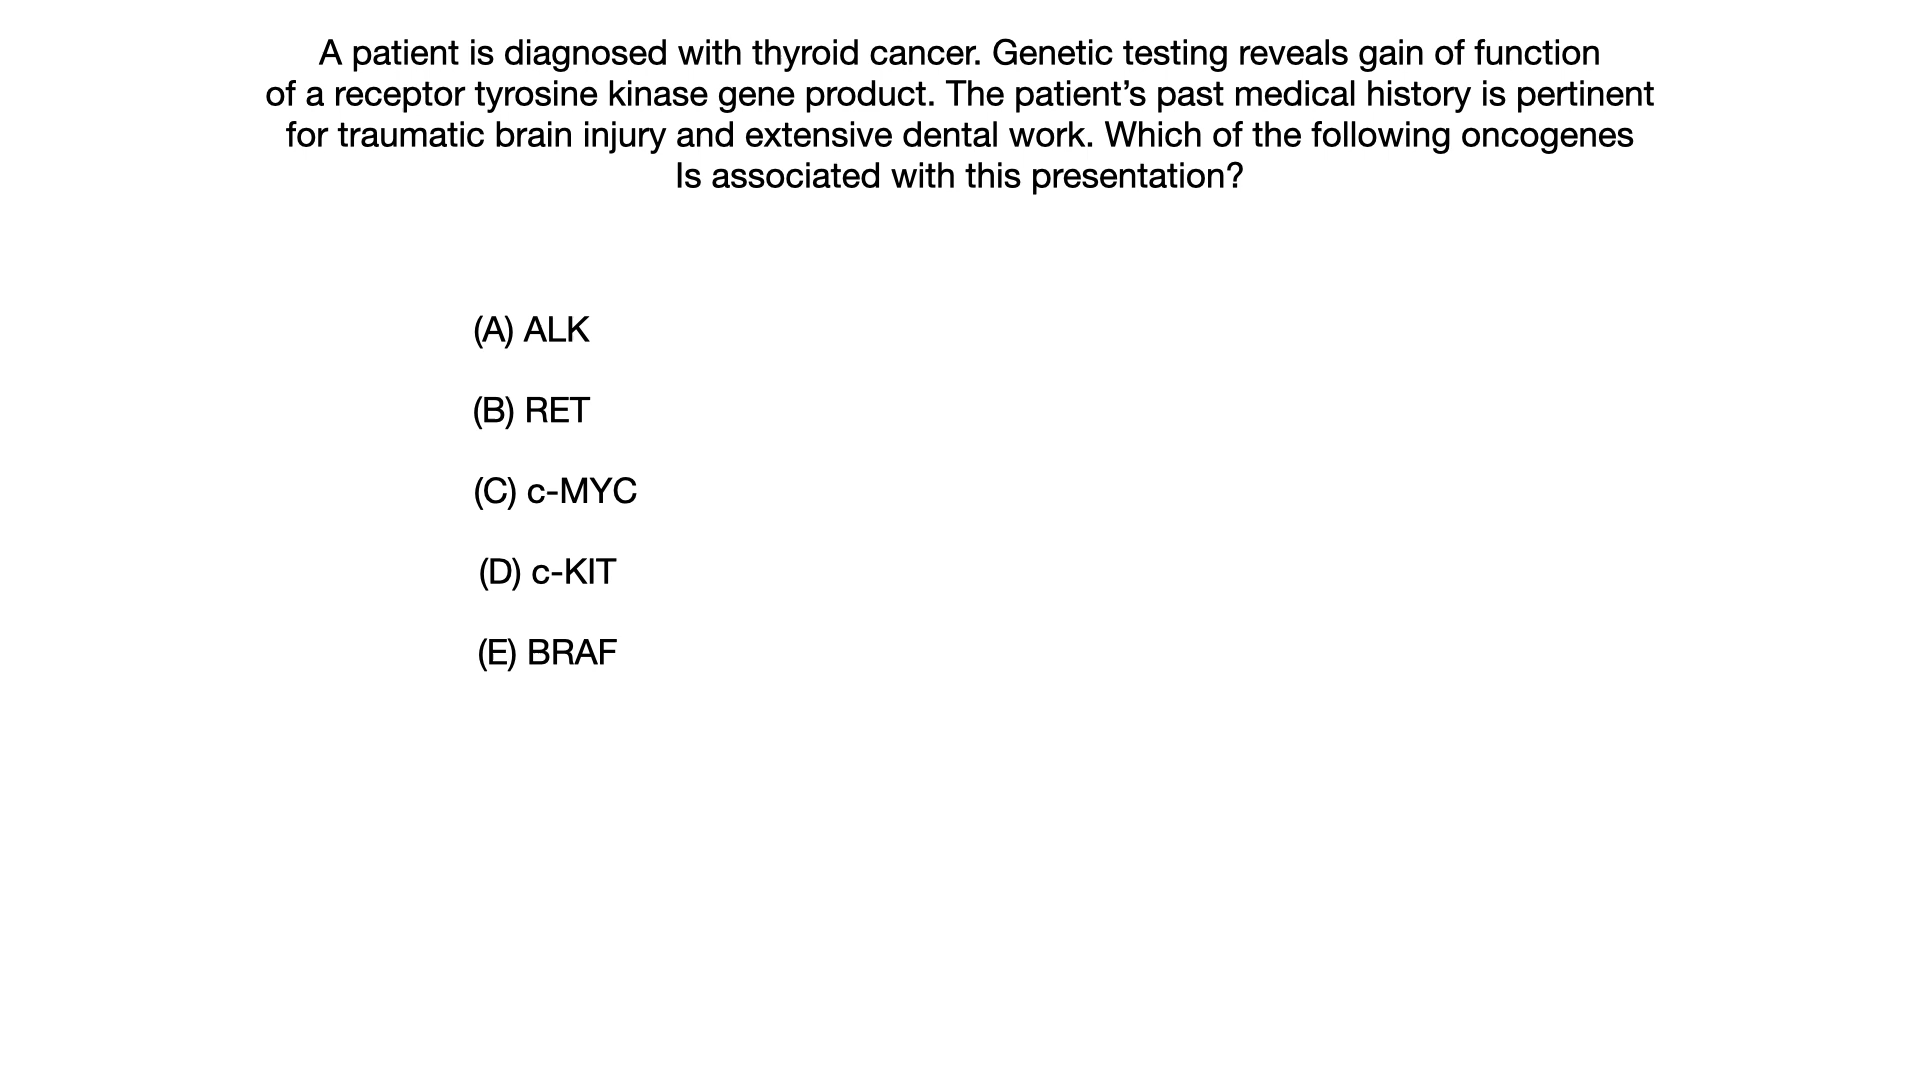 A patient is diagnosed with thyroid cancer. Genetic testing reveals gain of function
of a receptor tyrosine kinase gene product. The patient’s past medical history is pertinent
for traumatic brain injury and extensive dental work. Which of the following oncogenes
Is associated with this presentation?
(A) ALK
(B) RET
(C) c-MYC
(D) c-KIT
(E) BRAF